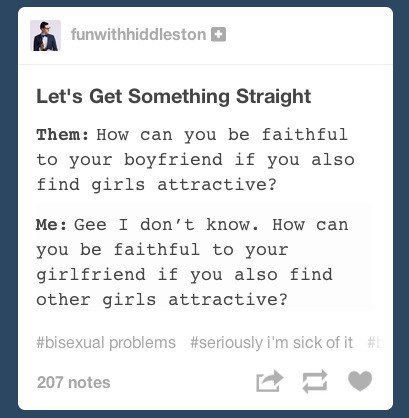 funwithhiddleston
Let's Get Something Straight
Them: How can you be faithful
to your boyfriend if you also
find girls attractive?
Me: Gee I don't know. How can
you be faithful to your
girlfriend if you also find
other girls attractive?
#bisexual problems #seriously i'm sick of it
207 notes